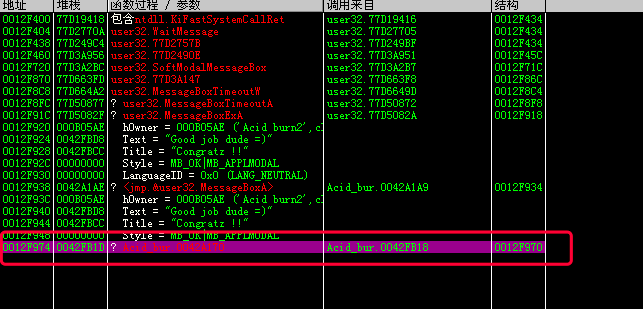 地址 堆栈 函数过程 / 参数 调用来自 结构
0012F400 77D19418 包含ntdll.KiFastSystemCallRet user32.77D19416 0012F434
0012F404 77D2770A user32.WaitMessage user32.77D27705 0012F434
0012F438 77D249C4 user32.77D2757B user32.77D249BF 0012F434
0012F460 77D3A956 user32.77D2490E user32.77D3A951 0012F45C
0012F720 77D3A2BC user32.SoftModalMessageBox user32.77D3A2B7 0012F71C
0012F870 77D663FD user32.77D3A147 user32.77D663F8 0012F86C
0012F8C8 77D664A2 user32.MessageBoxTimeoutW user32.77D6649D 0012F8C4
0012F8FC 77D50877 ? user32.MessageBoxTimeoutA user32.77D50872 0012F8F8
0012F91C 77D5082F ? user32.MessageBoxExA user32.77D5082A 0012F918
0012F920 000B05AE hOwner = 000B05AE ('Acid burn2',cl
0012F924 0042FBD8 Text = "Good job dude =)"
0012F928 0042FBCC Title = "Congratz !!"
0012F92C 00000000 Style = MB_OK|MB_APPLMODAL
0012F930 00000000 LanguageID = 0x0 (LANG_NEUTRAL)
0012F938 0042A1AE ? <jmp.&user32.MessageBoxA> Acid_bur.0042A1A9 0012F934
0012F93C 000B05AE hOwner = 000B05AE ('Acid burn2',cl
0012F940 0042FBD8 Text = "Good job dude =)"
0012F944 0042FBCC Title = "Congratz !!"
0012F948 00000000 Style = MB_OK|MB_APPLMODAL
0012F974 0042FB1D ? Acid_bur.0042FB18 0012F970